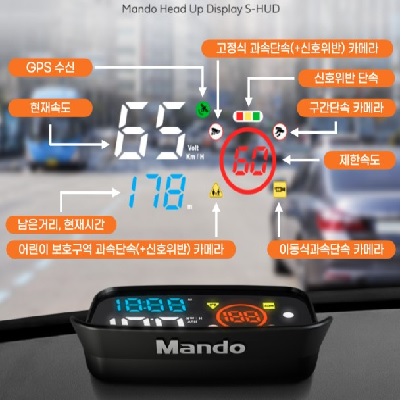 Mando Head Up Display S-HUD
고정식 과속단속(+신호위반) 카메라
GPS 수신
신호위반 단속
현재속도
65
Volt
Km/H
구간단속 카메라
60
제한속도
178
m
남은거리, 현재시간
어린이 보호구역 과속단속(+신호위반) 카메라
이동식과속단속 카메라
18:88
188
Mando